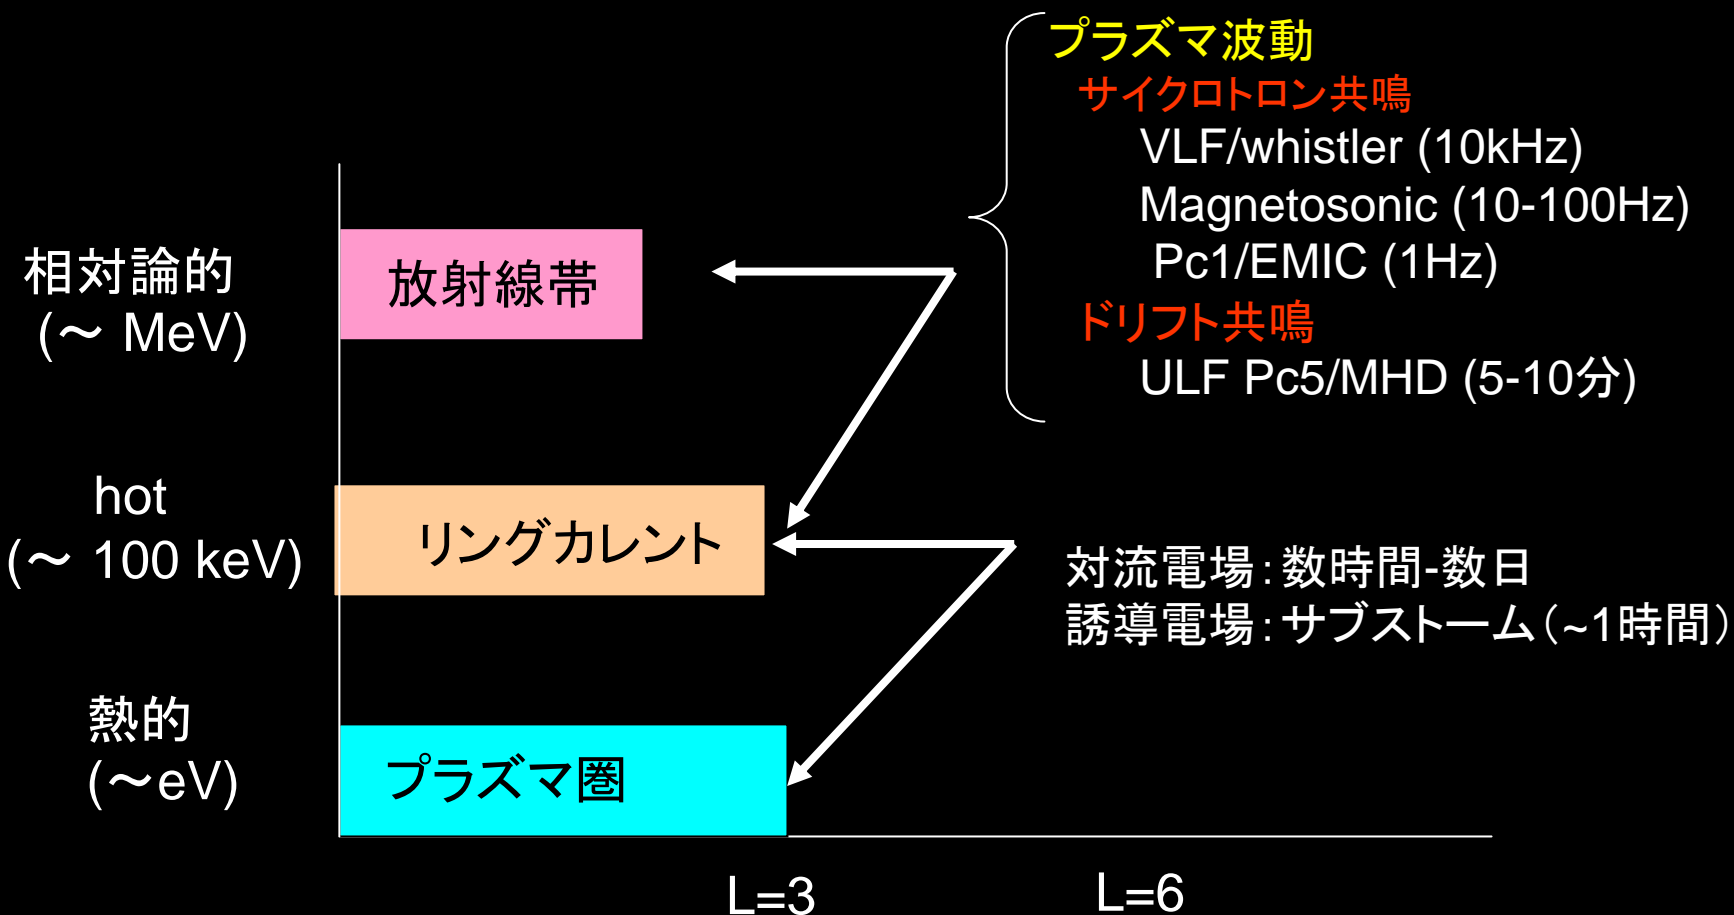 プラズマ波動
サイクロトロン共鳴
VLF/whistler (10kHz)
Magnetosonic (10-100Hz)
Pc1/EMIC (1Hz)
ドリフト共鳴
ULF Pc5/MHD (5-10分)
相対論的
(～ MeV)
放射線帯
hot
(～ 100 keV)
リングカレント
対流電場：数時間-数日
誘導電場：サブストーム（~1時間）
熱的
(～eV)
プラズマ圏
L=3
L=6